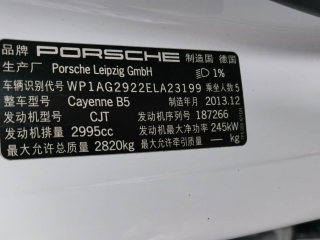 品牌 PORSCHE 制造国 德国
生产厂 Porsche Leipzig GmbH 1%
车辆识别代号 WP1AG2922ELA23199 乘坐人数 5
整车型号 Cayenne B5 制造年月 2013.12
发动机型号 CJT 发动机序列号 187266
发动机排量 2995cc 发动机最大净功率 245kW
最大允许总质量 2820kg 最大允许牵引质量 — kg